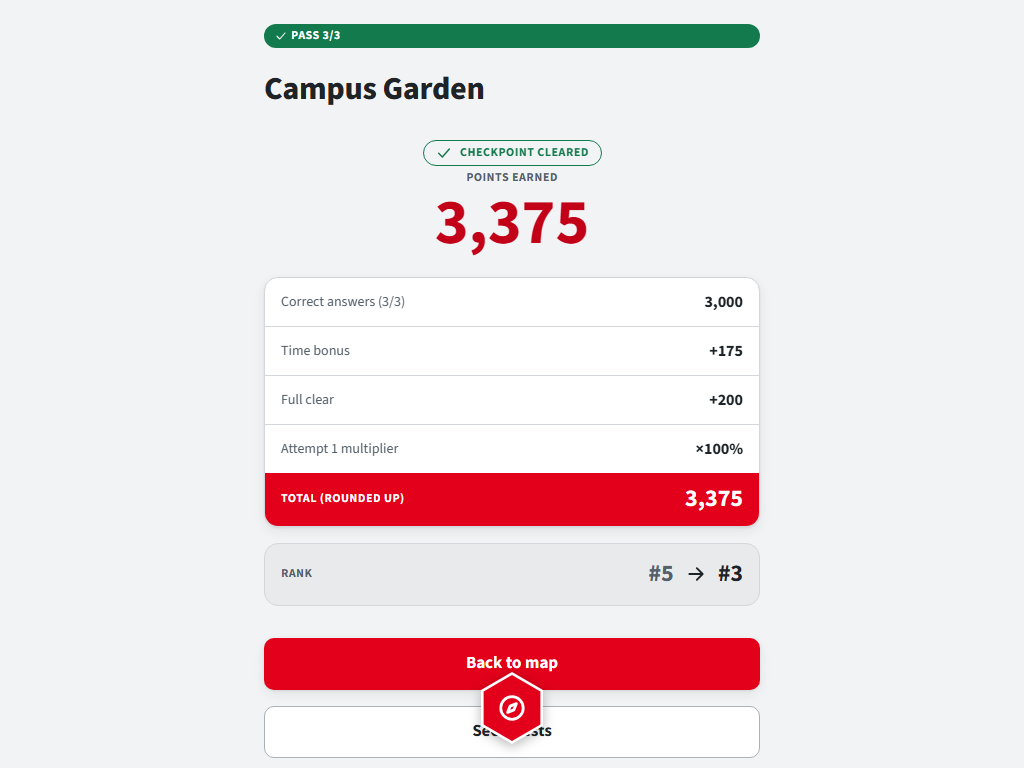 PASS 3/3
Campus Garden
CHECKPOINT CLEARED
POINTS EARNED
3,375
Correct answers (3/3) 3,000
Time bonus +175
Full clear +200
Attempt 1 multiplier ×100%
TOTAL (ROUNDED UP) 3,375
RANK #5 → #3
Back to map